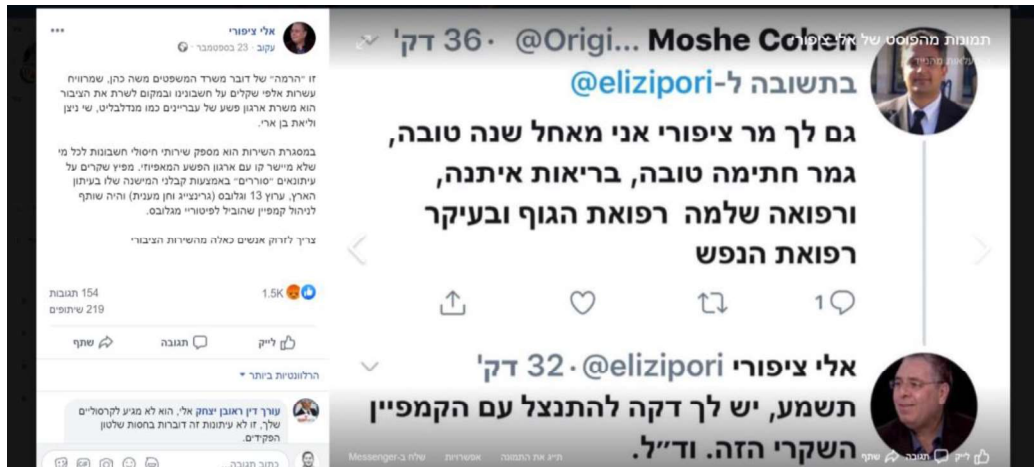 אלי ציפורי
עקוב · 23 בספטמבר
זו "הרמה" של דובר משרד המשפטים משה כהן, שמרוויח
עשרות אלפי שקלים על חשבונינו ובמקום לשרת את הציבור
הוא משרת ארגון פשע של עבריינים כמו מנדלבליט, שי ניצן
וליאת בן ארי.
במסגרת השירות הוא מספק שירותי חיסולי חשבונות לכל מי
שלא מיישר קו עם ארגון הפשע המאפיוזי. מפיץ שקרים על
עיתונאים "סוררים" באמצעות קבלני המישנה שלו בעיתון
הארץ, ערוץ 13 וגלובס (גרינצייג וחן מענית) והיה שותף
לניהול קמפיין שהוביל לפיטוריי מגלובס.
צריך לזרוק אנשים כאלה מהשירות הציבורי
1.5K
154 תגובות
219 שיתופים
לייק
תגובה
שתף
הרלוונטיות ביותר
עורך דין ראובן יצחק אלי, הוא לא מגיע לקרסוליים
שלך, זו לא עיתונות זה דוברות בחסות שלטון
הפקידים.
כתוב תגובה...
תמונות מהפוסט של אלי ציפורי
Moshe Cohen @Origi... · 36 דק'
בתשובה ל-@elizipori
גם לך מר ציפורי אני מאחל שנה טובה,
גמר חתימה טובה, בריאות איתנה,
ורפואה שלמה רפואת הגוף ובעיקר
רפואת הנפש
1
אלי ציפורי @elizipori · 32 דק'
תשמע, יש לך דקה להתנצל עם הקמפיין
השקרי הזה. וד״ל.
לייק תגובה שתף
תייג את התמונה אפשרויות שלח ב-Messenger